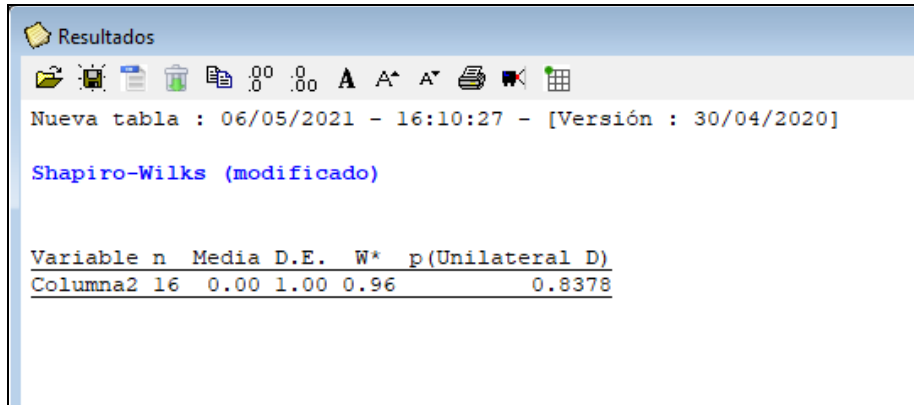 Resultados
Nueva tabla : 06/05/2021 - 16:10:27 - [Versión : 30/04/2020]
Shapiro-Wilks (modificado)
Variable n Media D.E. W* p(Unilateral D)
Columna2 16 0.00 1.00 0.96 0.8378